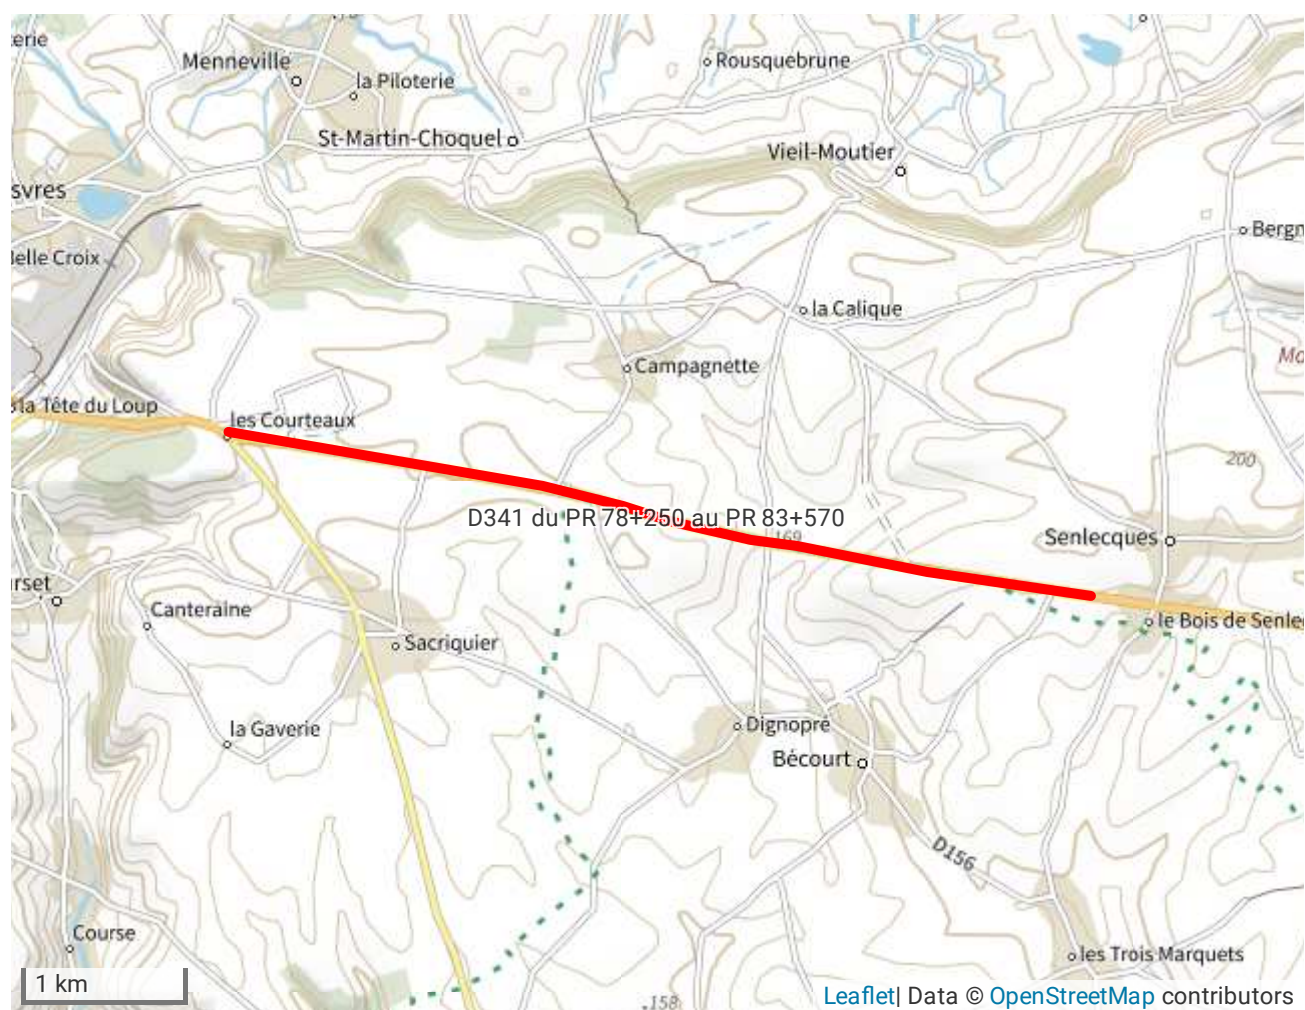 erie
Menneville
la Piloterie
Rousquebrune
St-Martin-Choquel
Vieil-Moutier
svres
Bergn
elle Croix
la Calique
Campagnette
Mo
la Tête du Loup
les Courteaux
200
D341 du PR 78+250 au PR 83+570
169
Senlecques
rset
Canteraine
le Bois de Senle
Sacriquier
la Gaverie
Dignopré
Bécourt
D156
Course
les Trois Marquets
1 km
158
Leaflet| Data © OpenStreetMap contributors